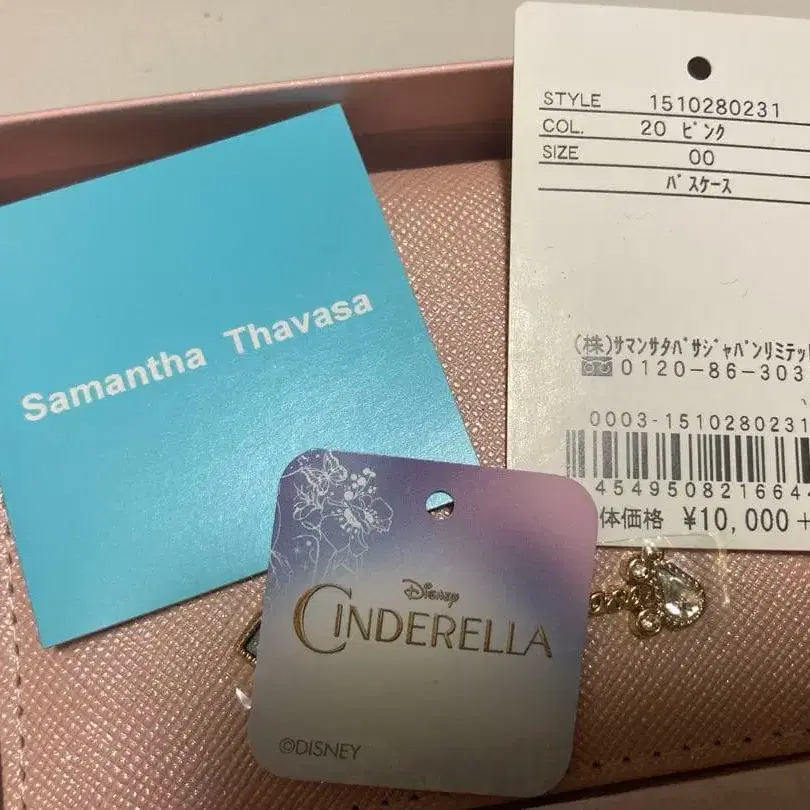 Samantha Thavasa
STYLE 1510280231
COL. 20 ﾋﾟﾝｸ
SIZE 00
ﾊﾟｽｹｰｽ
(株)ｻﾏﾝｻﾀﾊﾞｻｼﾞｬﾊﾟﾝﾘﾐﾃｯ
0120-86-303
0003-1510280231
454950821664
体価格 ¥10,000+
Disney
CINDERELLA
©DISNEY